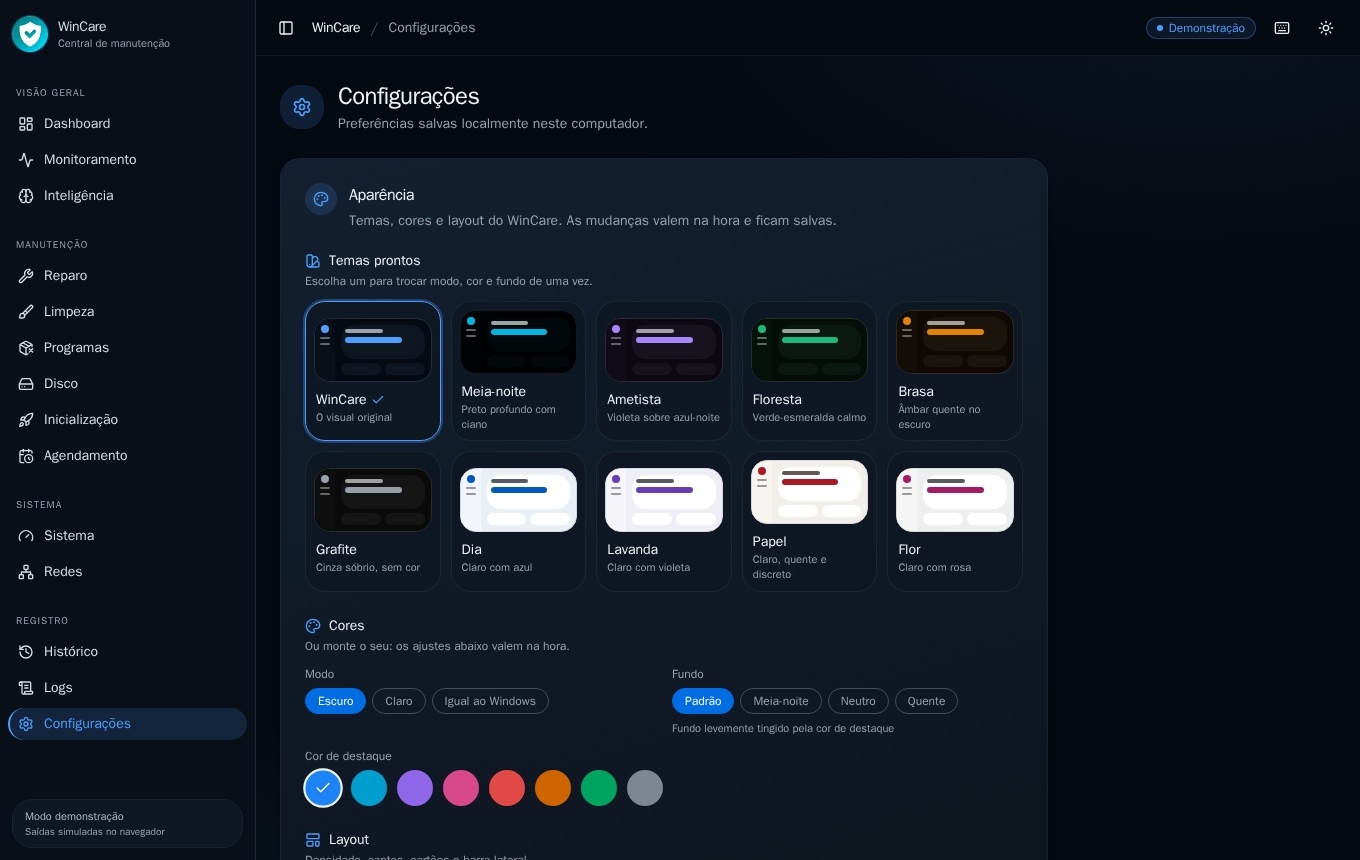 WinCare
Central de manutenção
VISÃO GERAL
Dashboard
Monitoramento
Inteligência
MANUTENÇÃO
Reparo
Limpeza
Programas
Disco
Inicialização
Agendamento
SISTEMA
Sistema
Redes
REGISTRO
Histórico
Logs
Configurações
Modo demonstração
Saídas simuladas no navegador
WinCare / Configurações
Demonstração
Configurações
Preferências salvas localmente neste computador.
Aparência
Temas, cores e layout do WinCare. As mudanças valem na hora e ficam salvas.
Temas prontos
Escolha um para trocar modo, cor e fundo de uma vez.
WinCare
O visual original
Meia-noite
Preto profundo com
ciano
Ametista
Violeta sobre azul-noite
Floresta
Verde-esmeralda calmo
Brasa
Âmbar quente no
escuro
Grafite
Cinza sóbrio, sem cor
Dia
Claro com azul
Lavanda
Claro com violeta
Papel
Claro, quente e
discreto
Flor
Claro com rosa
Cores
Ou monte o seu: os ajustes abaixo valem na hora.
Modo
Escuro Claro Igual ao Windows
Fundo
Padrão Meia-noite Neutro Quente
Fundo levemente tingido pela cor de destaque
Cor de destaque
Layout
Densidade, cantos, cartões e barra lateral